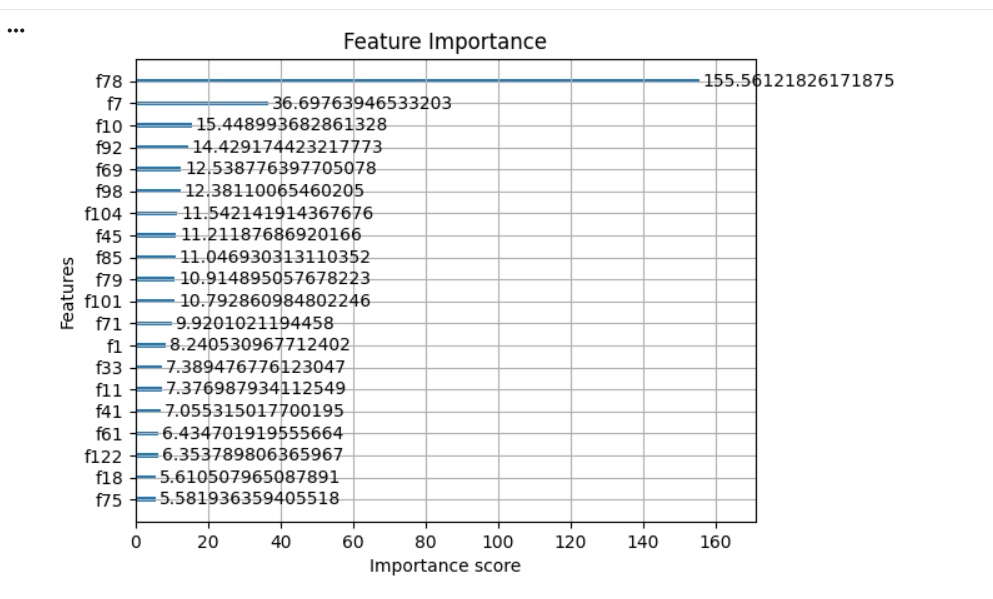 ...
Feature Importance
f78 155.56121826171875
f7 36.69763946533203
f10 15.448993682861328
f92 14.429174423217773
f69 12.538776397705078
f98 12.38110065460205
f104 11.542141914367676
f45 11.21187686920166
f85 11.046930313110352
f79 10.914895057678223
f101 10.792860984802246
f71 9.9201021194458
f1 8.240530967712402
f33 7.389476776123047
f11 7.376987934112549
f41 7.055315017700195
f61 6.434701919555664
f122 6.353789806365967
f18 5.610507965087891
f75 5.581936359405518
Features
0 20 40 60 80 100 120 140 160
Importance score